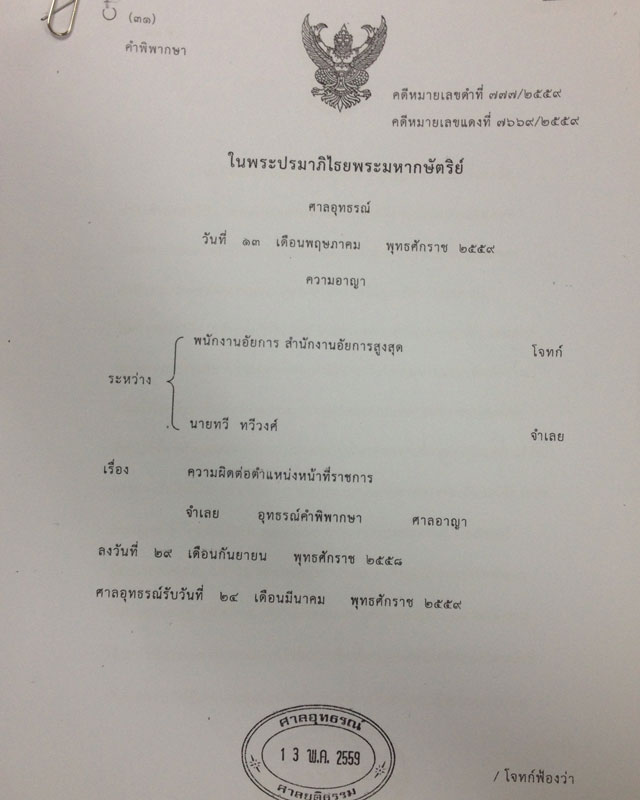 (๓๑)
คำพิพากษา
คดีหมายเลขดำที่ ๗๗๗/๒๕๕๙
คดีหมายเลขแดงที่ ๗๖๖๙/๒๕๕๙
ในพระปรมาภิไธยพระมหากษัตริย์
ศาลอุทธรณ์
วันที่ ๑๓ เดือนพฤษภาคม พุทธศักราช ๒๕๕๙
ความอาญา
พนักงานอัยการ สำนักงานอัยการสูงสุด โจทก์
ระหว่าง
นายทวี ทวีวงศ์ จำเลย
เรื่อง ความผิดต่อตำแหน่งหน้าที่ราชการ
จำเลย อุทธรณ์คำพิพากษา ศาลอาญา
ลงวันที่ ๒๙ เดือนกันยายน พุทธศักราช ๒๕๕๘
ศาลอุทธรณ์รับวันที่ ๒๔ เดือนมีนาคม พุทธศักราช ๒๕๕๙
ศาลอุทธรณ์
1 3 พ.ค. 2559
ศาลยุติธรรม
/ โจทก์ฟ้องว่า